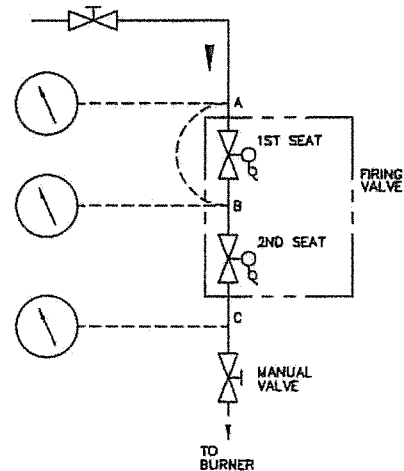 A
1ST SEAT
FIRING
VALVE
B
2ND SEAT
C
MANUAL
VALVE
TO
BURNER